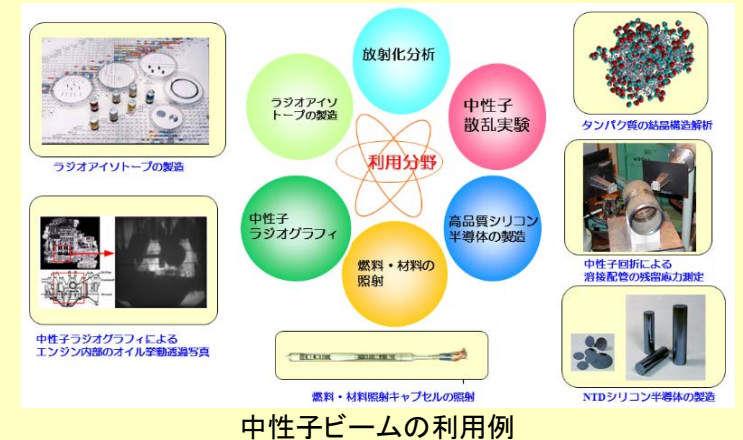 放射化分析
ラジオアイソ
トープの製造
中性子
散乱実験
利用分野
中性子
ラジオグラフィ
高品質シリコン
半導体の製造
燃料・材料の
照射
ラジオアイソトープの製造
タンパク質の結晶構造解析
中性子回折による
溶接配管の残留応力測定
中性子ラジオグラフィによる
エンジン内部のオイル挙動透過写真
燃料・材料照射キャプセルの照射
NTDシリコン半導体の製造
中性子ビームの利用例